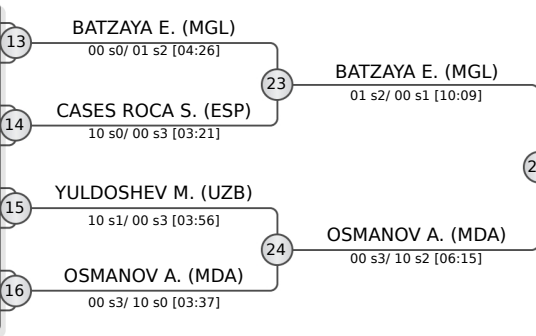 13
BATZAYA E. (MGL)
00 s0/ 01 s2 [04:26]
23
BATZAYA E. (MGL)
01 s2/ 00 s1 [10:09]
14
CASES ROCA S. (ESP)
10 s0/ 00 s3 [03:21]
15
YULDOSHEV M. (UZB)
10 s1/ 00 s3 [03:56]
24
OSMANOV A. (MDA)
00 s3/ 10 s2 [06:15]
16
OSMANOV A. (MDA)
00 s3/ 10 s0 [03:37]